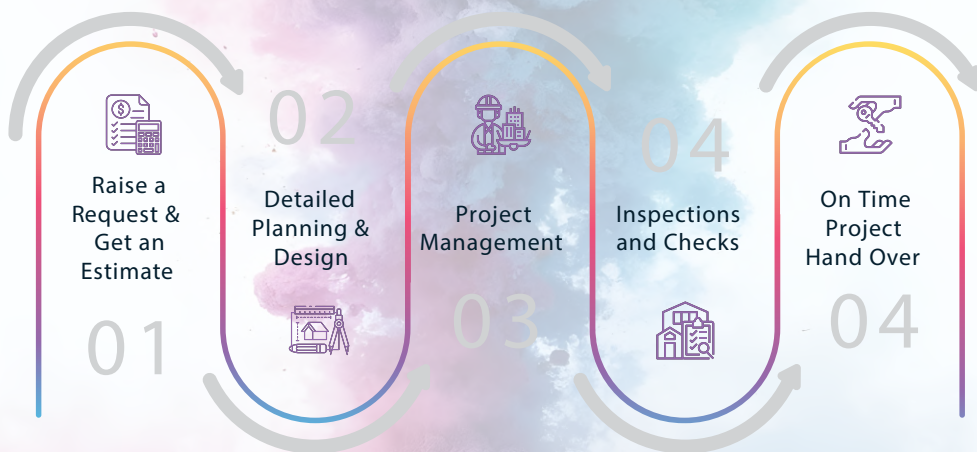 Raise a
Request &
Get an
Estimate
01
02
Detailed
Planning &
Design
Project
Management
03
04
Inspections
and Checks
On Time
Project
Hand Over
04